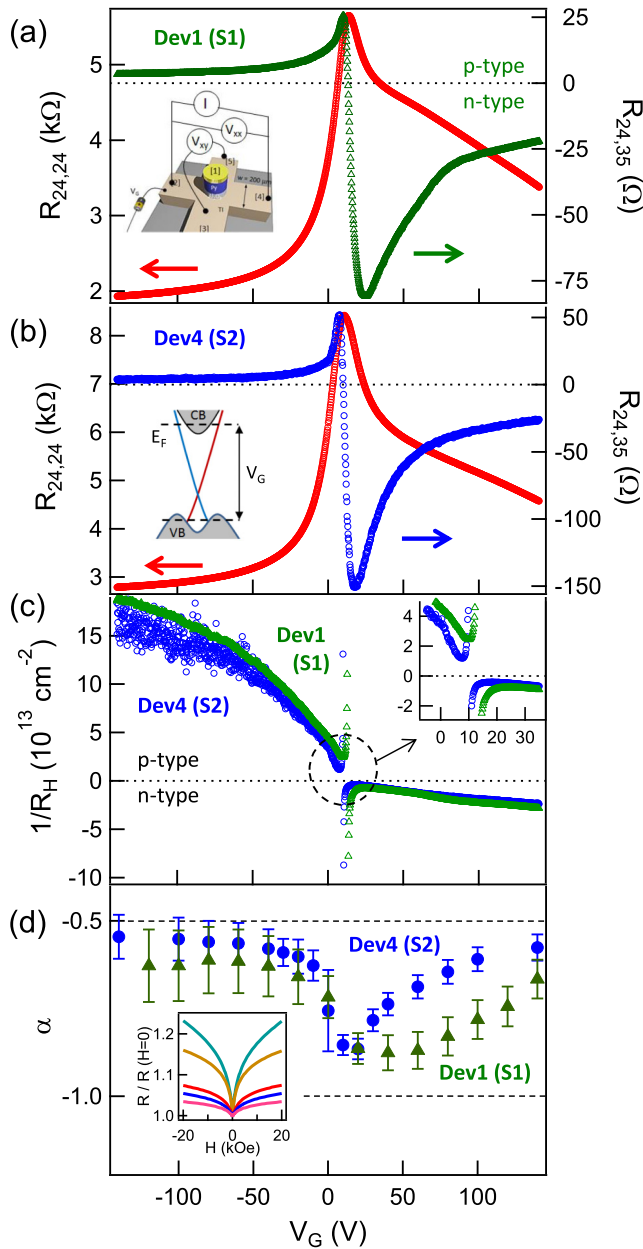 (a)
Dev1 (S1)
25
0
-25
-50
-75
5
4
3
2
p-type
n-type
R24,24 (kΩ)
R24,35 (Ω)
I
Vxx
Vxy
[5]
[1]
Py
w = 200 μm
VG
[2]
TI
[4]
[3]
(b)
Dev4 (S2)
8
7
6
5
4
3
50
0
-50
-100
-150
R24,24 (kΩ)
R24,35 (Ω)
CB
EF
VG
VB
(c)
Dev1
(S1)
Dev4 (S2)
15
10
5
0
-5
-10
p-type
n-type
1/RH (10^13 cm^-2)
4
2
0
-2
0 10 20 30
(d)
-0.5
-1.0
α
Dev4 (S2)
Dev1 (S1)
R / R (H=0)
1.2
1.1
1.0
-20 0 20
H (kOe)
-100 -50 0 50 100
VG (V)